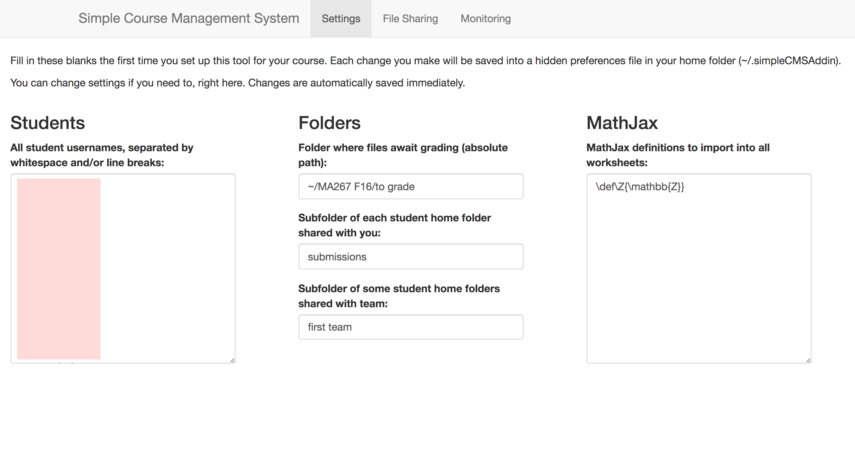 Simple Course Management System Settings File Sharing Monitoring
Fill in these blanks the first time you set up this tool for your course. Each change you make will be saved into a hidden preferences file in your home folder (~/.simpleCMSAddin).
You can change settings if you need to, right here. Changes are automatically saved immediately.
Students
All student usernames, separated by
whitespace and/or line breaks:
Folders
Folder where files await grading (absolute
path):
~/MA267 F16/to grade
Subfolder of each student home folder
shared with you:
submissions
Subfolder of some student home folders
shared with team:
first team
MathJax
MathJax definitions to import into all
worksheets:
\def\Z{\mathbb{Z}}